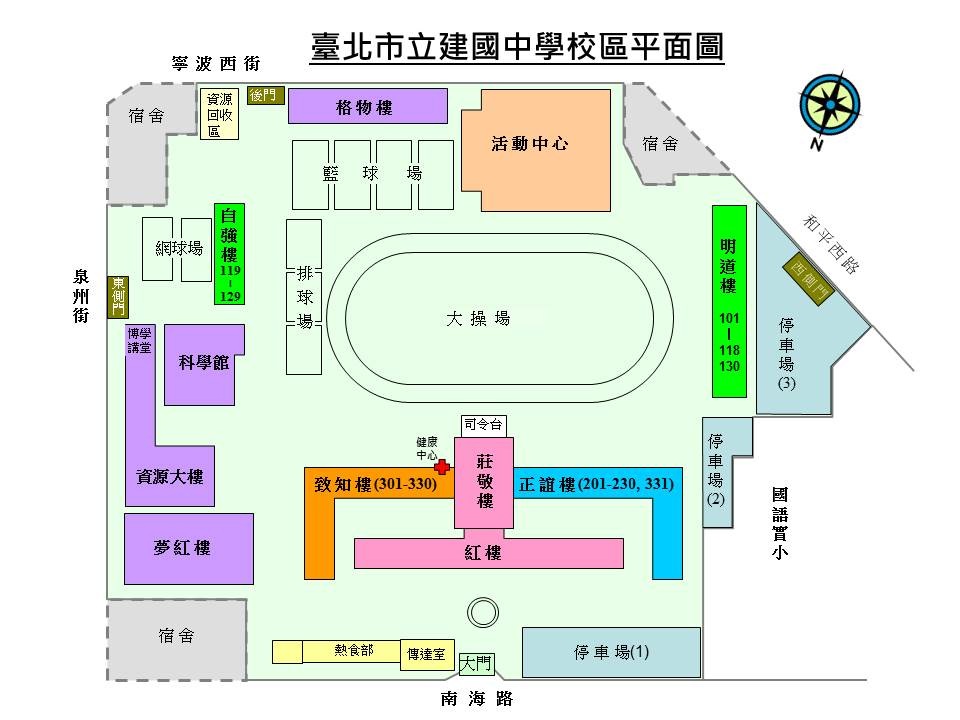 臺北市立建國中學校區平面圖
寧波西街
後門
資源
回收
區
宿舍
格物樓
活動中心
宿舍
N
籃球場
和平西路
西側門
自
強
樓
119
–
129
網球場
排
球
場
大操場
明
道
樓
101
|
118
130
停
車
場
(3)
泉
州
街
東
側
門
博學
講堂
科學館
司令台
健康
中心
莊
敬
樓
停
車
場
(2)
資源大樓
致知樓(301-330)
正誼樓(201-230, 331)
國
語
實
小
夢紅樓
紅樓
宿舍
熱食部
傳達室
大門
停車場(1)
南海路